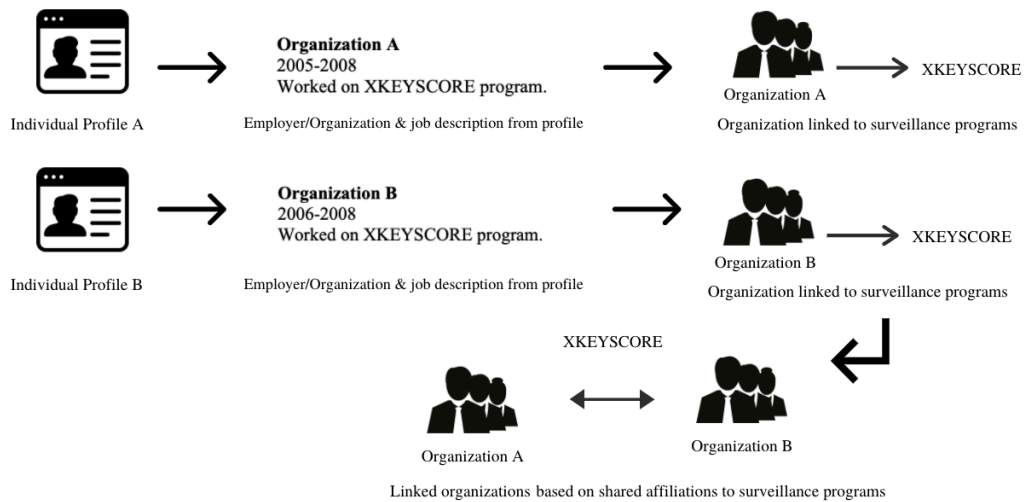 Organization A
2005-2008
Worked on XKEYSCORE program.
Organization A
XKEYSCORE
Individual Profile A
Employer/Organization & job description from profile
Organization linked to surveillance programs
Organization B
2006-2008
Worked on XKEYSCORE program.
Organization B
XKEYSCORE
Individual Profile B
Employer/Organization & job description from profile
Organization linked to surveillance programs
XKEYSCORE
Organization A
Organization B
Linked organizations based on shared affiliations to surveillance programs